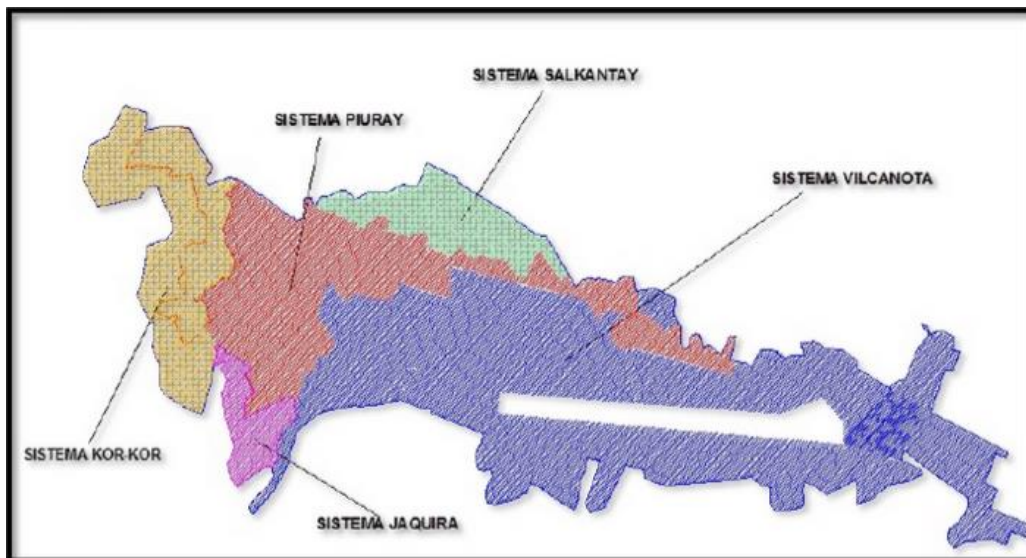 SISTEMA SALKANTAY
SISTEMA PIURAY
SISTEMA VILCANOTA
SISTEMA KOR-KOR
SISTEMA JAQUIRA